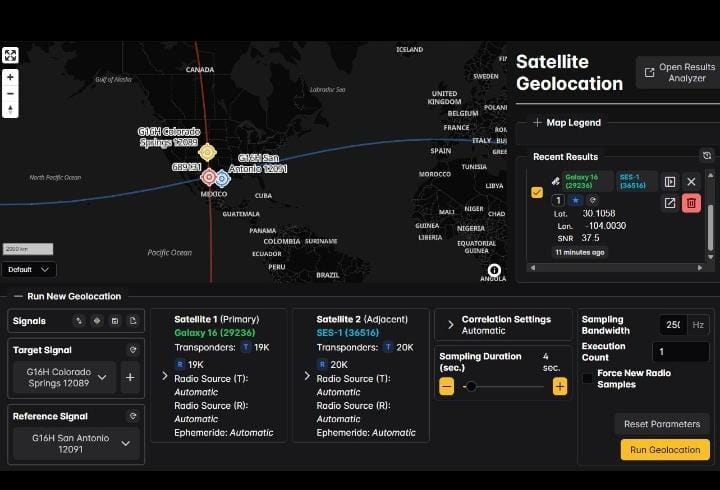 Satellite
Geolocation
Open Results
Analyzer
Map Legend
Recent Results
Galaxy 16
(29236)
SES-1
(36516)
1
Lat. 30.1058
Lon. -104.0030
SNR 37.5
11 minutes ago
ICELAND
CANADA
Gulf of Alaska
Labrador Sea
SWEDEN
UNITED
KINGDOM
BELGIUM
POLAN
FRANCE
ITALY
SPAIN
GREE
TUNISIA
MOROCCO
LIBYA
G16H Colorado
Springs 12089
G16H San
Antonio 12091
North Pacific Ocean
MEXICO
CUBA
GUATEMALA
MALI
NIGER
CHAD
PANAMA
GUINEA
NIGERIA
COLOMBIA
SURINAME
LIBERIA
EQUATORIAL
GUINEA
ECUADOR
Pacific Ocean
PERU
BRAZIL
ANGOLA
2000 km
Default
Run New Geolocation
Signals
Target Signal
G16H Colorado
Springs 12089
Reference Signal
G16H San Antonio
12091
Satellite 1 (Primary)
Galaxy 16 (29236)
Transponders: T 19K
R 19K
Radio Source (T):
Automatic
Radio Source (R):
Automatic
Ephemeride: Automatic
Satellite 2 (Adjacent)
SES-1 (36516)
Transponders: T 20K
R 20K
Radio Source (T):
Automatic
Radio Source (R):
Automatic
Ephemeride: Automatic
Correlation Settings
Automatic
Sampling Duration
(sec.)
4
sec.
Sampling
Bandwidth
Hz
Execution
Count
1
Force New Radio
Samples
Reset Parameters
Run Geolocation